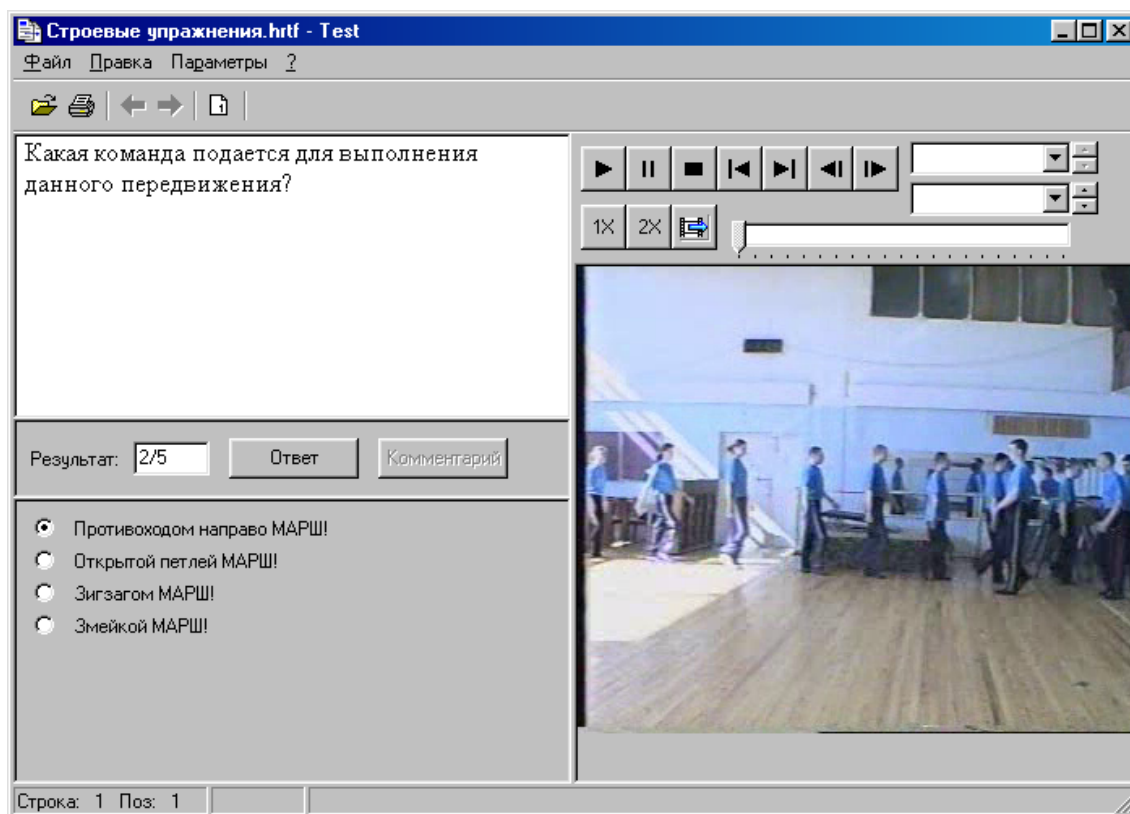 Строевые упражнения.hrtf - Test
Файл Правка Параметры ?
Какая команда подается для выполнения
данного передвижения?
1X 2X
Результат: 2/5 Ответ Комментарий
Противоходом направо МАРШ!
Открытой петлей МАРШ!
Зигзагом МАРШ!
Змейкой МАРШ!
Строка: 1 Поз: 1